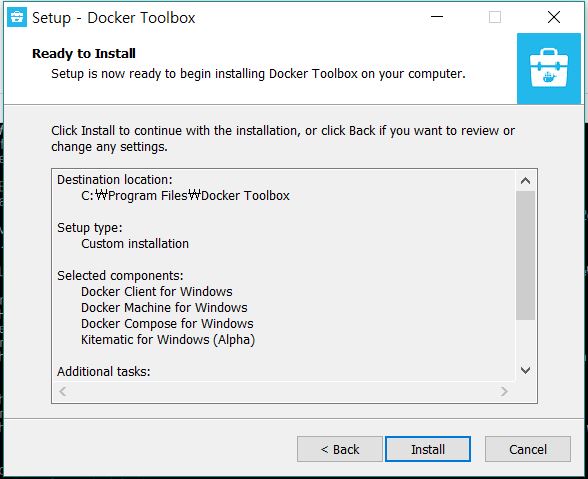 Setup - Docker Toolbox
Ready to Install
Setup is now ready to begin installing Docker Toolbox on your computer.
Click Install to continue with the installation, or click Back if you want to review or
change any settings.
Destination location:
C:₩Program Files₩Docker Toolbox
Setup type:
Custom installation
Selected components:
Docker Client for Windows
Docker Machine for Windows
Docker Compose for Windows
Kitematic for Windows (Alpha)
Additional tasks:
< Back
Install
Cancel